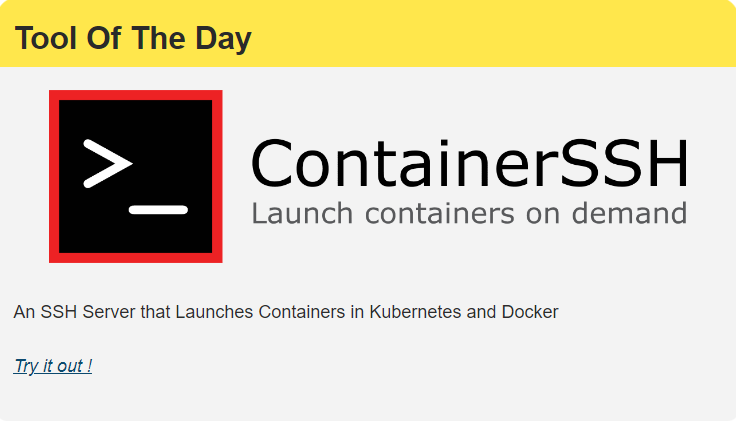 Tool Of The Day
>_
ContainerSSH
Launch containers on demand
An SSH Server that Launches Containers in Kubernetes and Docker
Try it out !